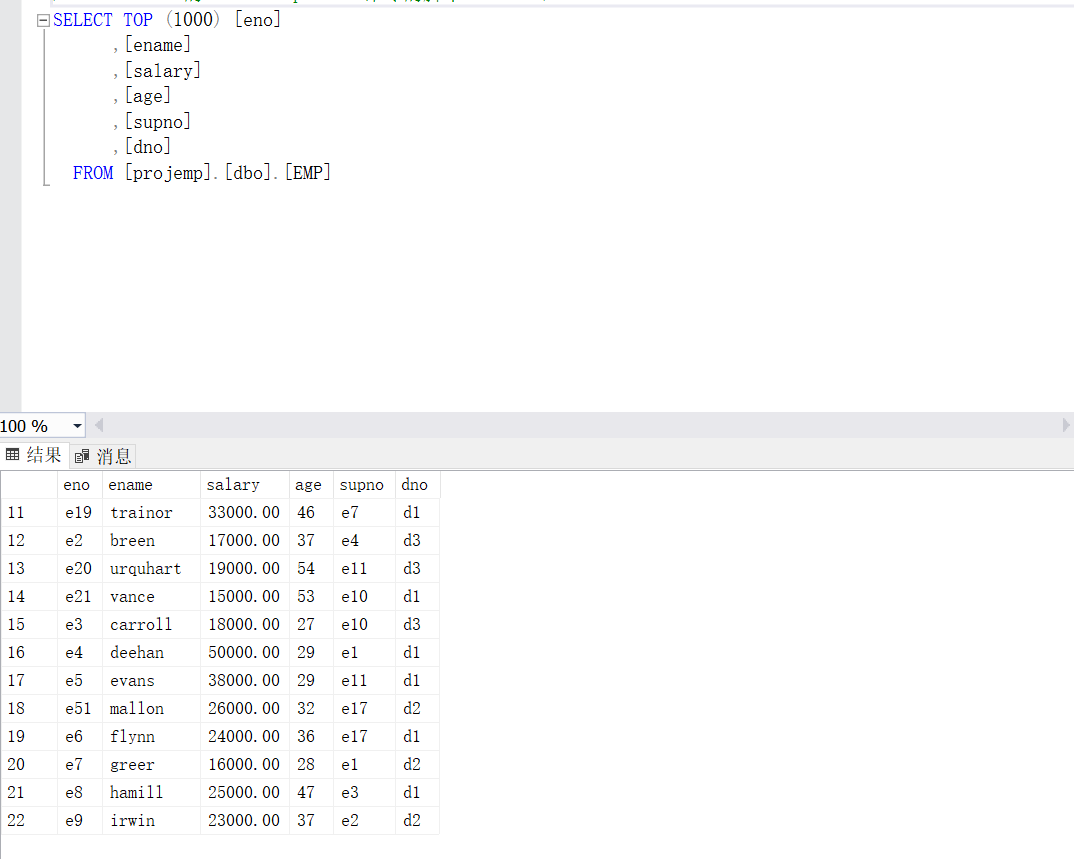 SELECT TOP (1000) [eno]
,[ename]
,[salary]
,[age]
,[supno]
,[dno]
FROM [projemp].[dbo].[EMP]
100 %
结果 消息
eno ename salary age supno dno
11 e19 trainor 33000.00 46 e7 d1
12 e2 breen 17000.00 37 e4 d3
13 e20 urquhart 19000.00 54 e11 d3
14 e21 vance 15000.00 53 e10 d1
15 e3 carroll 18000.00 27 e10 d3
16 e4 deehan 50000.00 29 e1 d1
17 e5 evans 38000.00 29 e11 d1
18 e51 mallon 26000.00 32 e17 d2
19 e6 flynn 24000.00 36 e17 d1
20 e7 greer 16000.00 28 e1 d2
21 e8 hamill 25000.00 47 e3 d1
22 e9 irwin 23000.00 37 e2 d2